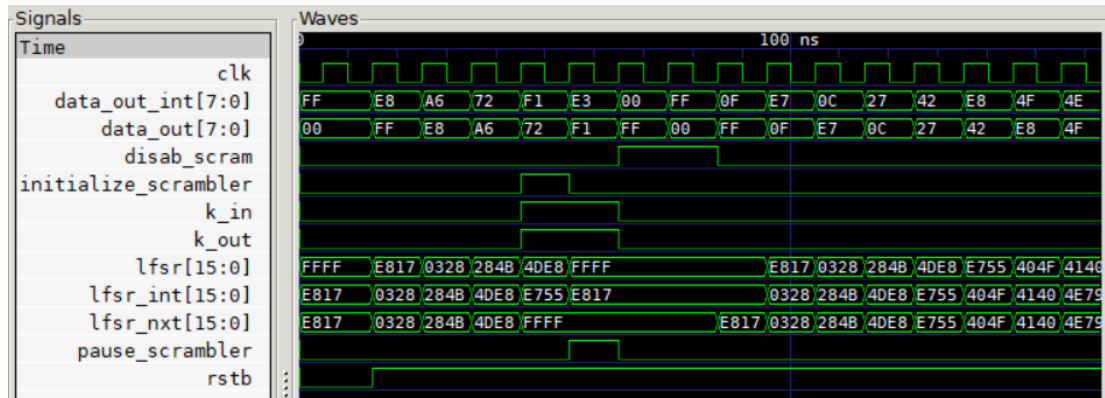 Signals Waves
Time 0 100 ns
clk
data_out_int[7:0] FF E8 A6 72 F1 E3 00 FF 0F E7 0C 27 42 E8 4F 4E
data_out[7:0] 00 FF E8 A6 72 F1 FF 00 FF 0F E7 0C 27 42 E8 4F
disab_scram
initialize_scrambler
k_in
k_out
lfsr[15:0] FFFF E817 0328 284B 4DE8 FFFF E817 0328 284B 4DE8 E755 404F 4140
lfsr_int[15:0] E817 0328 284B 4DE8 E755 E817 0328 284B 4DE8 E755 404F 4140 4E79
lfsr_nxt[15:0] E817 0328 284B 4DE8 FFFF E817 0328 284B 4DE8 E755 404F 4140 4E79
pause_scrambler
rstb